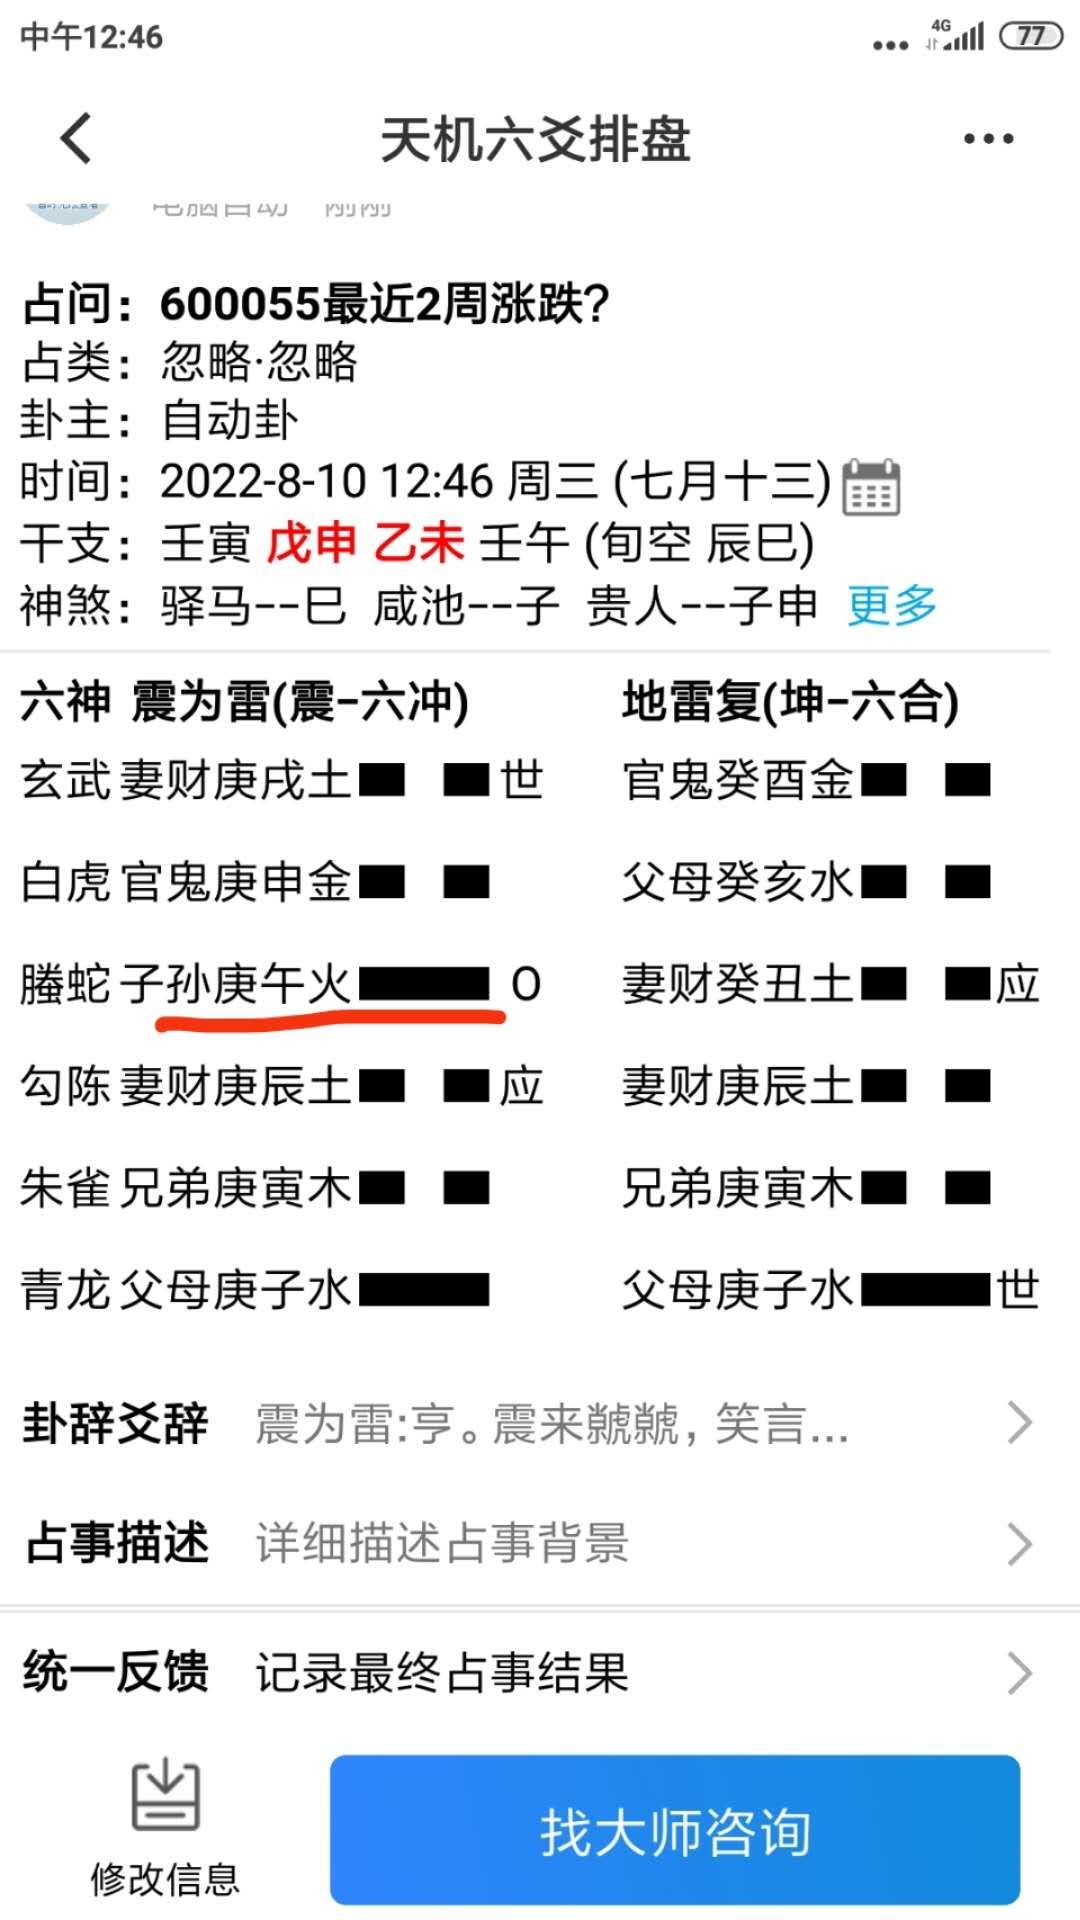 中午12:46
4G
77
天机六爻排盘
电脑自动 刚刚
占问：600055最近2周涨跌？
占类：忽略·忽略
卦主：自动卦
时间：2022-8-10 12:46 周三 (七月十三)
干支：壬寅 戊申 乙未 壬午 (旬空 辰巳)
神煞：驿马--巳 咸池--子 贵人--子申 更多
六神 震为雷(震-六冲) 地雷复(坤-六合)
玄武 妻财庚戌土 世 官鬼癸酉金
白虎 官鬼庚申金 父母癸亥水
螣蛇 子孙庚午火 O 妻财癸丑土 应
勾陈 妻财庚辰土 应 妻财庚辰土
朱雀 兄弟庚寅木 兄弟庚寅木
青龙 父母庚子水 父母庚子水 世
卦辞爻辞 震为雷:亨。震来虩虩，笑言...
占事描述 详细描述占事背景
统一反馈 记录最终占事结果
修改信息
找大师咨询